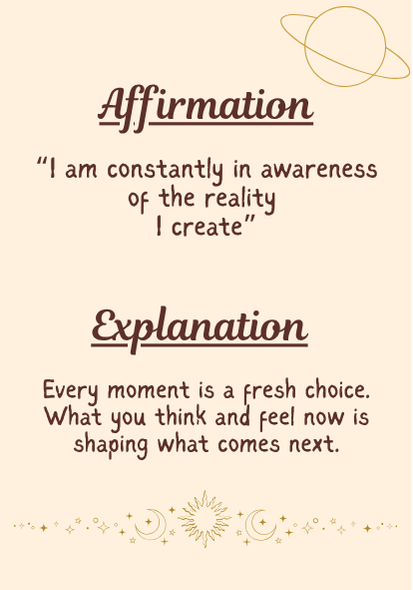 Affirmation
“I am constantly in awareness
of the reality
I create”
Explanation
Every moment is a fresh choice.
What you think and feel now is
shaping what comes next.